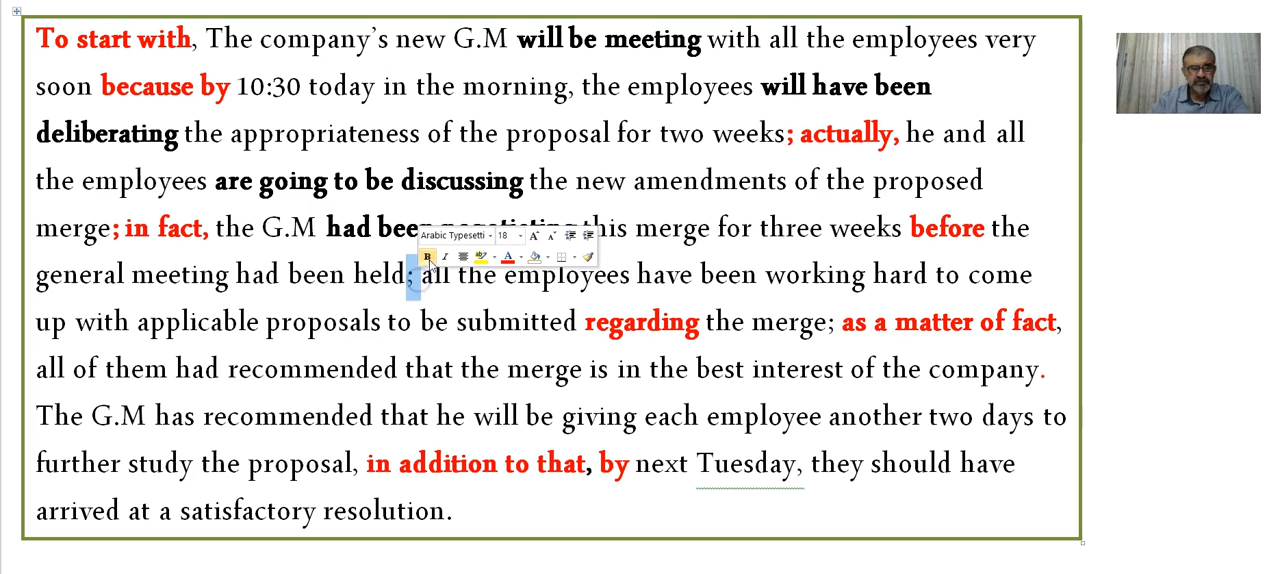 To start with, The company's new G.M will be meeting with all the employees very
soon because by 10:30 today in the morning, the employees will have been
deliberating the appropriateness of the proposal for two weeks; actually, he and all
the employees are going to be discussing the new amendments of the proposed
merge; in fact, the G.M had been this merge for three weeks before the
Arabic Typesetti 18
general meeting had been held; all the employees have been working hard to come
up with applicable proposals to be submitted regarding the merge; as a matter of fact,
all of them had recommended that the merge is in the best interest of the company.
The G.M has recommended that he will be giving each employee another two days to
further study the proposal, in addition to that, by next Tuesday, they should have
arrived at a satisfactory resolution.